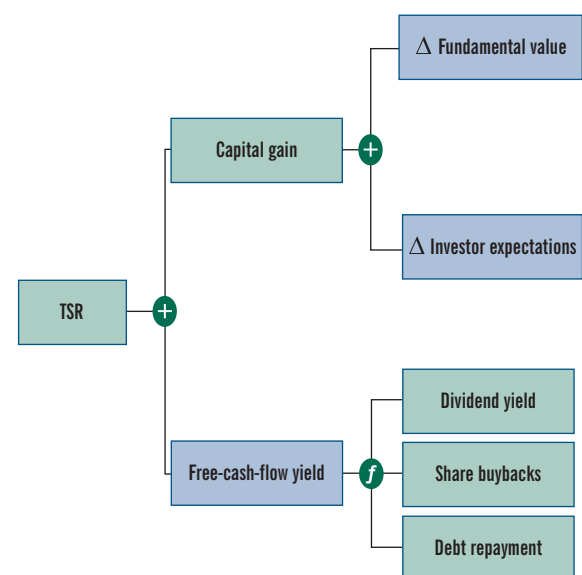 Δ Fundamental value
Capital gain
+
Δ Investor expectations
TSR
+
Dividend yield
Free-cash-flow yield
f
Share buybacks
Debt repayment